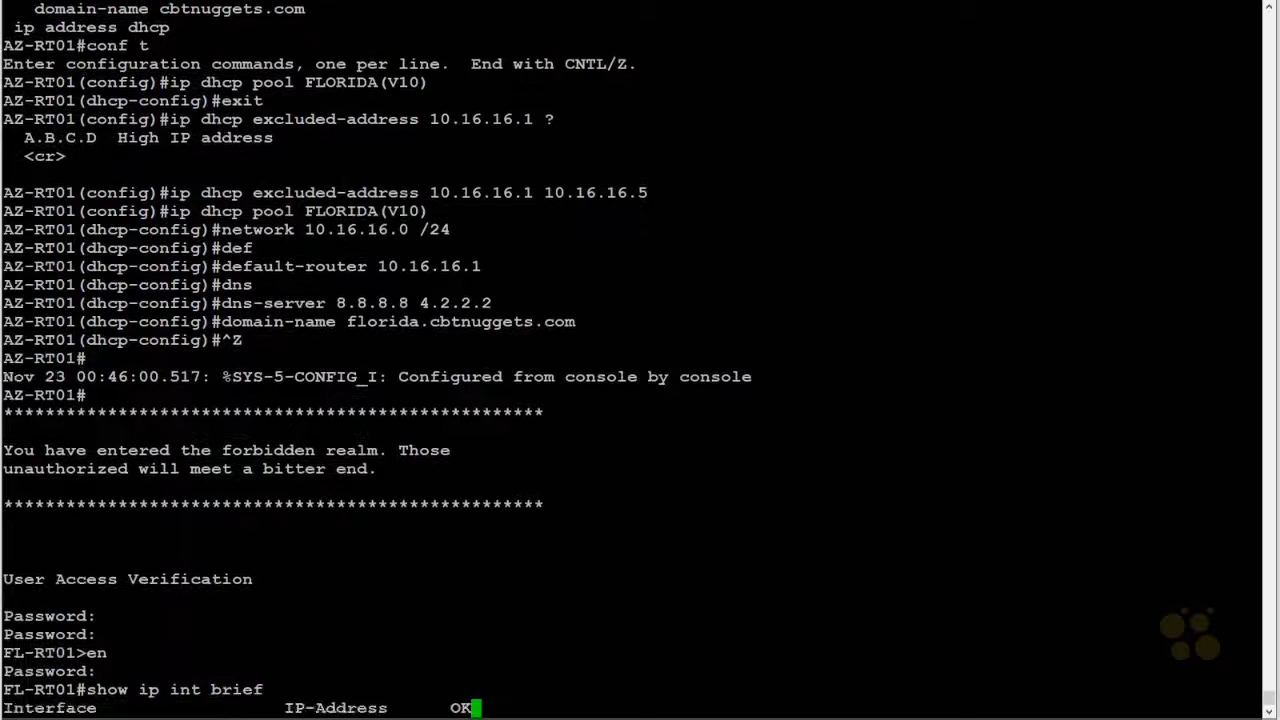 domain-name cbtnuggets.com
ip address dhcp
AZ-RT01#conf t
Enter configuration commands, one per line.  End with CNTL/Z.
AZ-RT01(config)#ip dhcp pool FLORIDA(V10)
AZ-RT01(dhcp-config)#exit
AZ-RT01(config)#ip dhcp excluded-address 10.16.16.1 ?
A.B.C.D  High IP address
<cr>
AZ-RT01(config)#ip dhcp excluded-address 10.16.16.1 10.16.16.5
AZ-RT01(config)#ip dhcp pool FLORIDA(V10)
AZ-RT01(dhcp-config)#network 10.16.16.0 /24
AZ-RT01(dhcp-config)#def
AZ-RT01(dhcp-config)#default-router 10.16.16.1
AZ-RT01(dhcp-config)#dns
AZ-RT01(dhcp-config)#dns-server 8.8.8.8 4.2.2.2
AZ-RT01(dhcp-config)#domain-name florida.cbtnuggets.com
AZ-RT01(dhcp-config)#^Z
AZ-RT01#
Nov 23 00:46:00.517: %SYS-5-CONFIG_I: Configured from console by console
AZ-RT01#
****************************************************
You have entered the forbidden realm. Those
unauthorized will meet a bitter end.
****************************************************
User Access Verification
Password:
Password:
FL-RT01>en
Password:
FL-RT01#show ip int brief
Interface                  IP-Address      OK